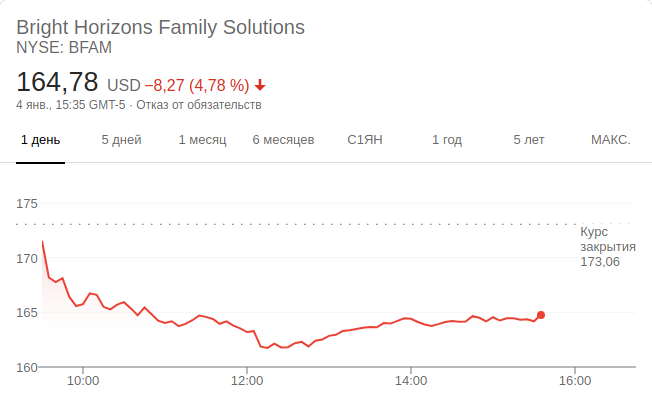 Bright Horizons Family Solutions
NYSE: BFAM
164,78 USD −8,27 (4,78 %)
4 янв., 15:35 GMT-5 · Отказ от обязательств
1 день 5 дней 1 месяц 6 месяцев С1ЯН 1 год 5 лет МАКС.
175
Курс
закрытия
173,06
170
165
160
10:00 12:00 14:00 16:00